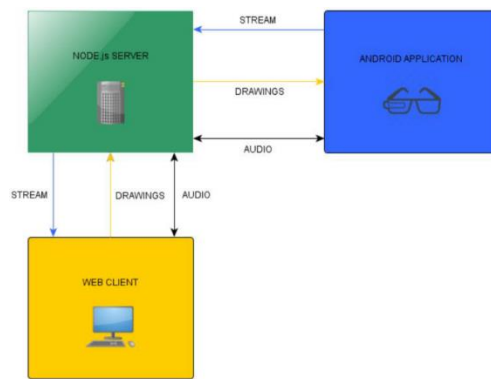 STREAM
NODE.js SERVER
ANDROID APPLICATION
DRAWINGS
AUDIO
STREAM
DRAWINGS
AUDIO
WEB CLIENT